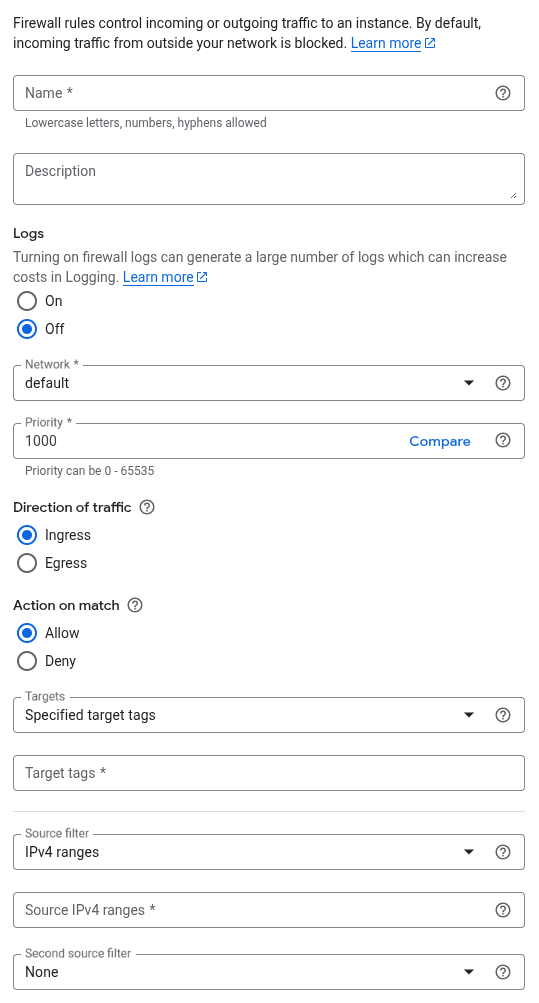 Firewall rules control incoming or outgoing traffic to an instance. By default,
incoming traffic from outside your network is blocked. Learn more
Name *
Lowercase letters, numbers, hyphens allowed
Description
Logs
Turning on firewall logs can generate a large number of logs which can increase
costs in Logging. Learn more
On
Off
Network *
default
Priority *
1000 Compare
Priority can be 0 - 65535
Direction of traffic
Ingress
Egress
Action on match
Allow
Deny
Targets
Specified target tags
Target tags *
Source filter
IPv4 ranges
Source IPv4 ranges *
Second source filter
None